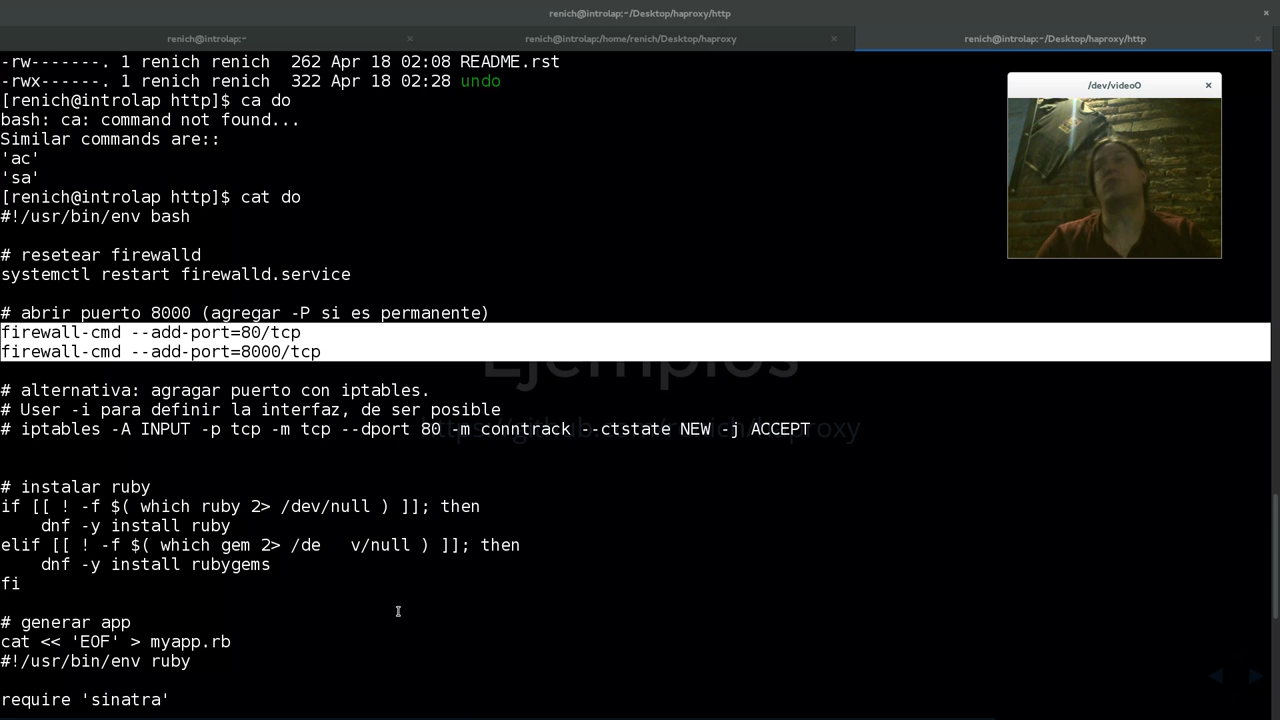 renich@introlap:~/Desktop/haproxy/http
renich@introlap:~
renich@introlap:/home/renich/Desktop/haproxy
renich@introlap:~/Desktop/haproxy/http
-rw-------. 1 renich renich  262 Apr 18 02:08 README.rst
-rwx------. 1 renich renich  322 Apr 18 02:28 undo
[renich@introlap http]$ ca do
bash: ca: command not found...
Similar commands are::
'ac'
'sa'
[renich@introlap http]$ cat do
#!/usr/bin/env bash
# resetear firewalld
systemctl restart firewalld.service
# abrir puerto 8000 (agregar -P si es permanente)
firewall-cmd --add-port=80/tcp
firewall-cmd --add-port=8000/tcp
# alternativa: agragar puerto con iptables.
# User -i para definir la interfaz, de ser posible
# iptables -A INPUT -p tcp -m tcp --dport 80 -m conntrack --ctstate NEW -j ACCEPT
# instalar ruby
if [[ ! -f $( which ruby 2> /dev/null ) ]]; then
    dnf -y install ruby
elif [[ ! -f $( which gem 2> /de   v/null ) ]]; then
    dnf -y install rubygems
fi
# generar app
cat << 'EOF' > myapp.rb
#!/usr/bin/env ruby
require 'sinatra'
/dev/video0
Ejemplos